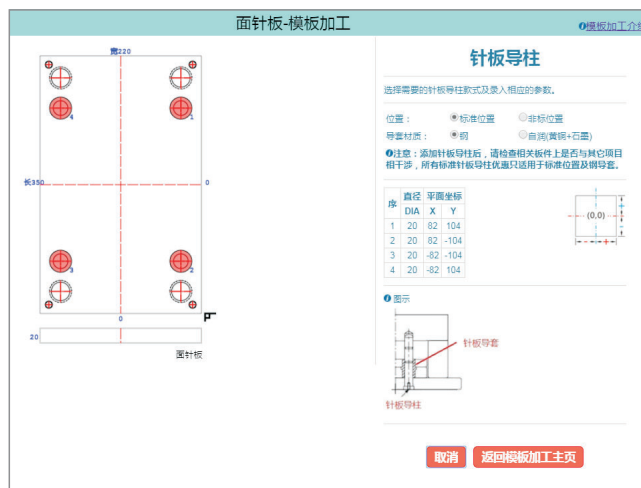 面针板-模板加工
模板加工介绍
宽220
4
1
长350
0
3
2
0
20
面针板
针板导柱
选择需要的针板导柱款式及录入相应的参数。
位置： 标准位置 非标位置
导套材质： 钢 自润(黄铜+石墨)
注意：添加针板导柱后，请检查相关板件上是否与其它项目
相干涉，所有标准针板导柱优惠只适用于标准位置及钢导套。
序 直径 平面坐标
DIA X Y
1 20 82 104
2 20 82 -104
3 20 -82 -104
4 20 -82 104
(0,0)
图示
针板导套
针板导柱
取消 返回模板加工主页